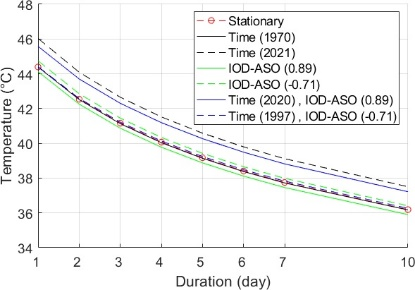 48
46
44
42
40
38
36
34
Temperature (°C)
Stationary
Time (1970)
Time (2021)
IOD-ASO (0.89)
IOD-ASO (-0.71)
Time (2020) , IOD-ASO (0.89)
Time (1997) , IOD-ASO (-0.71)
1 2 3 4 5 6 7 10
Duration (day)